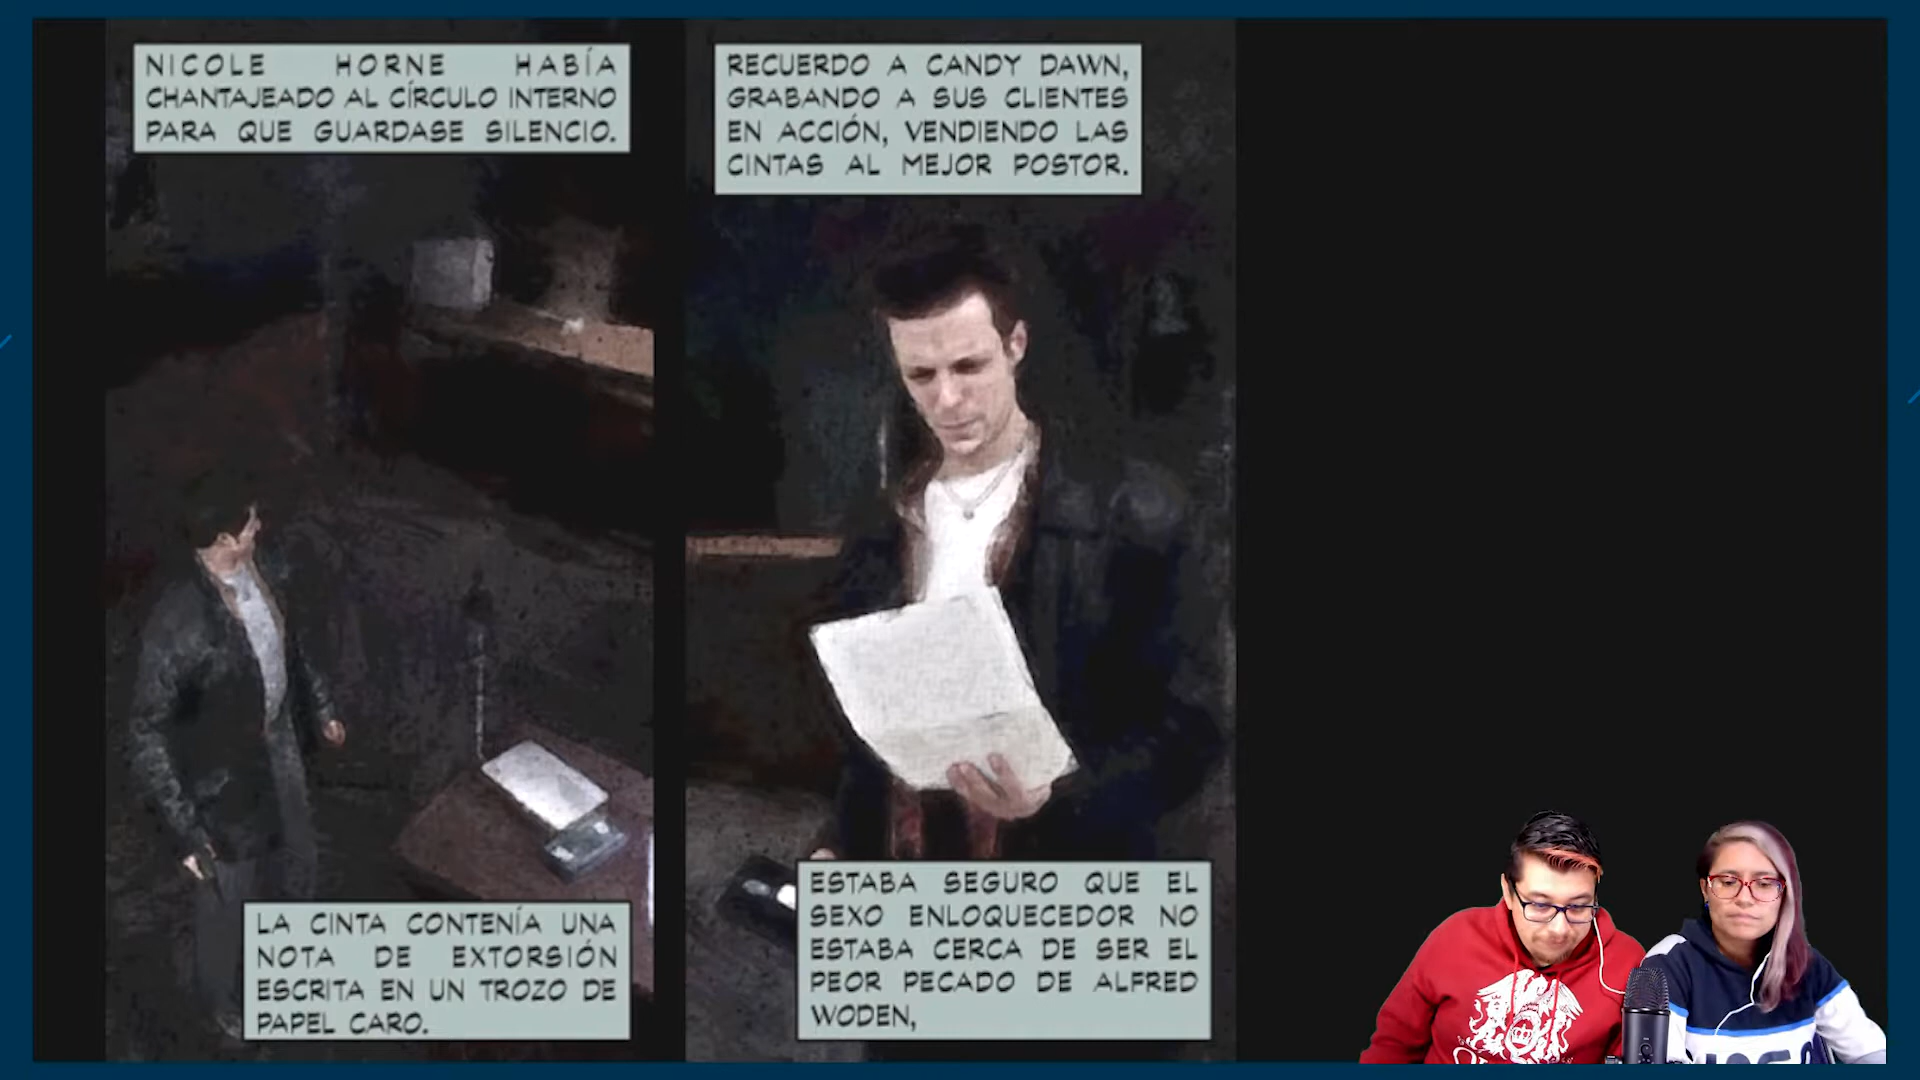 NICOLE HORNE HABÍA
CHANTAJEADO AL CÍRCULO INTERNO
PARA QUE GUARDASE SILENCIO.
LA CINTA CONTENÍA UNA
NOTA DE EXTORSIÓN
ESCRITA EN UN TROZO DE
PAPEL CARO.
RECUERDO A CANDY DAWN,
GRABANDO A SUS CLIENTES
EN ACCIÓN, VENDIENDO LAS
CINTAS AL MEJOR POSTOR.
ESTABA SEGURO QUE EL
SEXO ENLOQUECEDOR NO
ESTABA CERCA DE SER EL
PEOR PECADO DE ALFRED
WODEN,